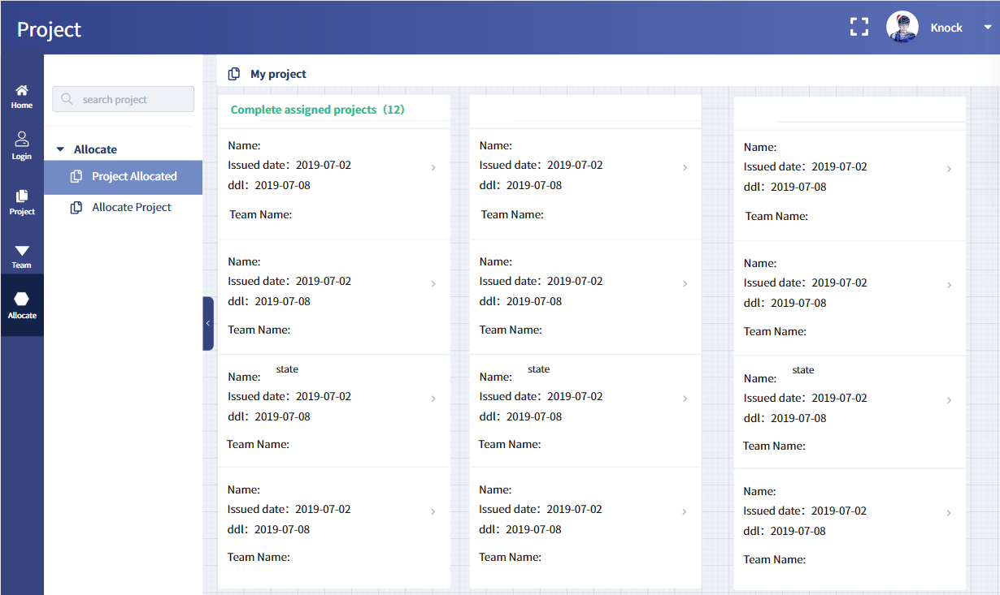 Project
Knock
Home
Login
Project
Team
Allocate
search project
Allocate
Project Allocated
Allocate Project
My project
Complete assigned projects（12）
Name:
Issued date：2019-07-02
ddl：2019-07-08
Team Name:
Name:
Issued date：2019-07-02
ddl：2019-07-08
Team Name:
Name:
state
Issued date：2019-07-02
ddl：2019-07-08
Team Name:
Name:
Issued date：2019-07-02
ddl：2019-07-08
Team Name:
Name:
Issued date：2019-07-02
ddl：2019-07-08
Team Name:
Name:
Issued date：2019-07-02
ddl：2019-07-08
Team Name:
Name:
state
Issued date：2019-07-02
ddl：2019-07-08
Team Name:
Name:
Issued date：2019-07-02
ddl：2019-07-08
Team Name:
Name:
Issued date：2019-07-02
ddl：2019-07-08
Team Name:
Name:
Issued date：2019-07-02
ddl：2019-07-08
Team Name:
Name:
state
Issued date：2019-07-02
ddl：2019-07-08
Team Name:
Name:
Issued date：2019-07-02
ddl：2019-07-08
Team Name: